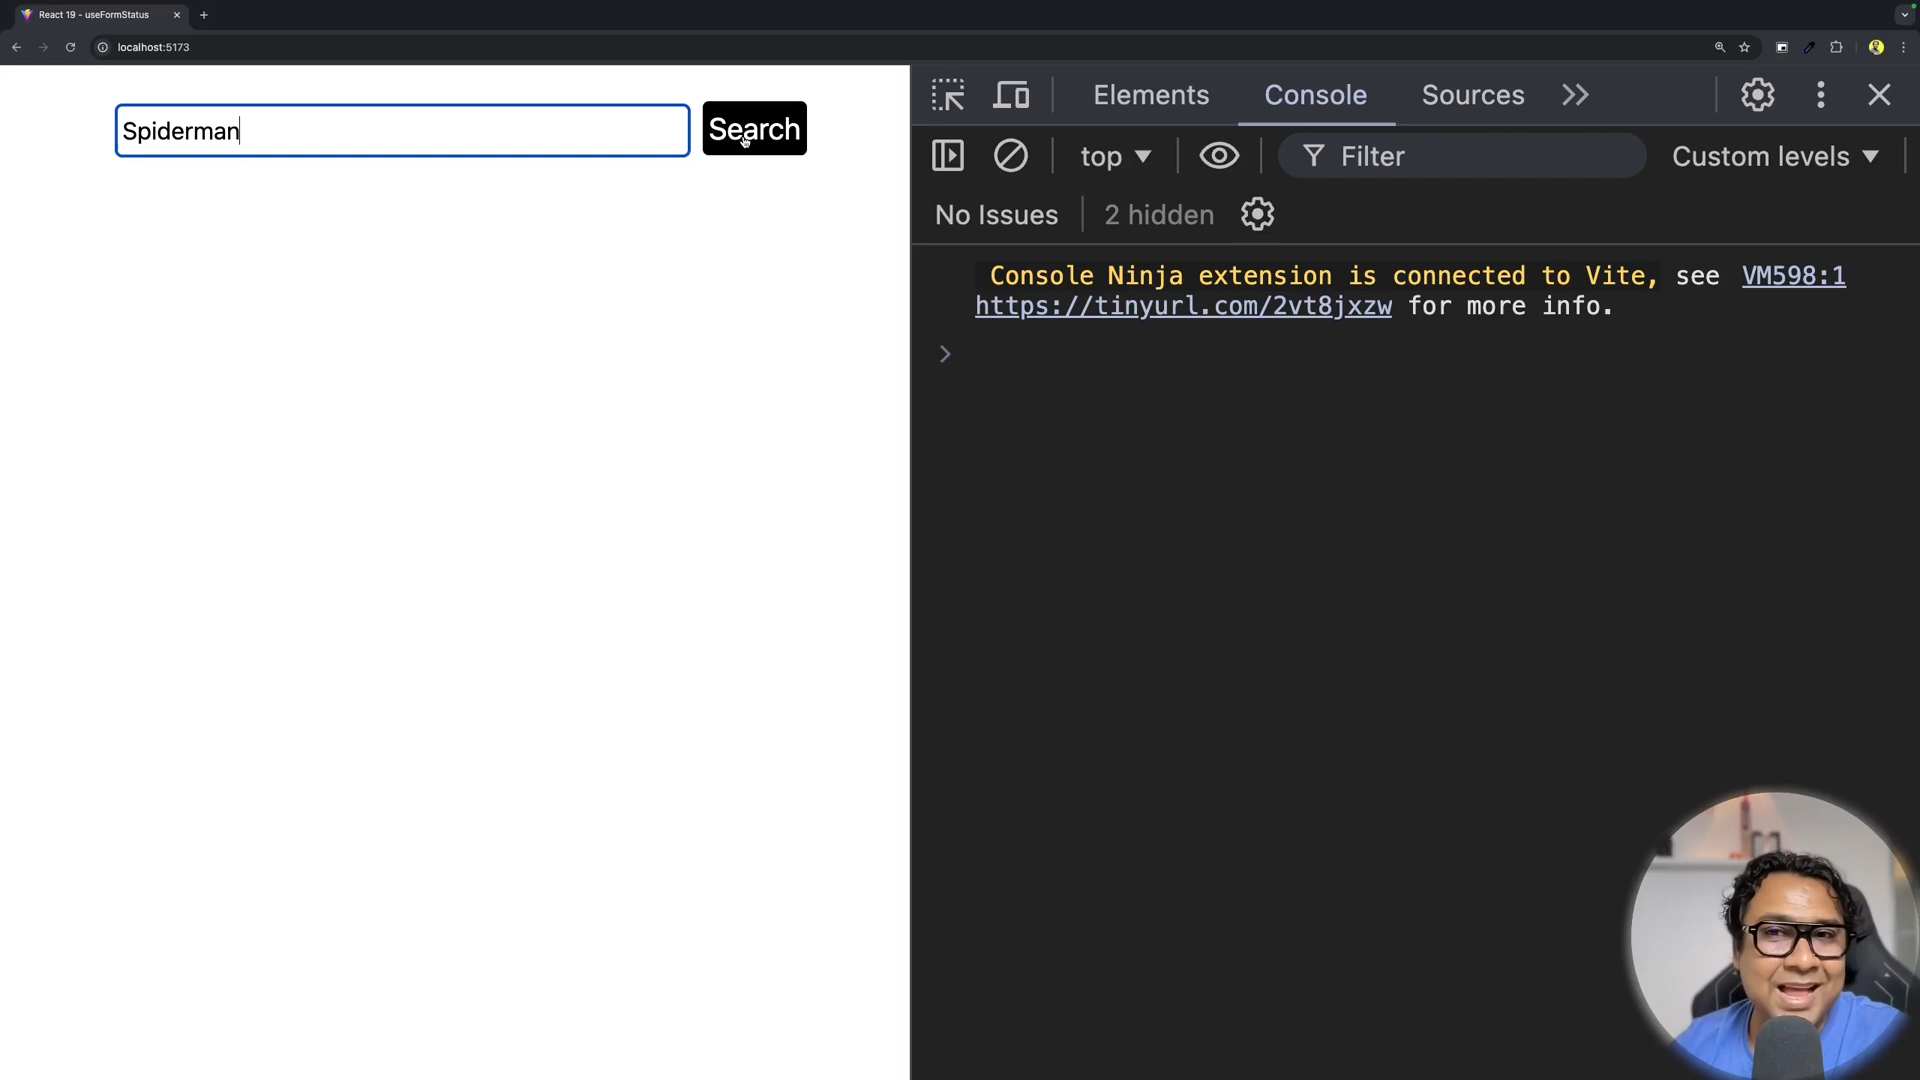 React 19 - useFormStatus
localhost:5173
Spiderman
Search
Elements
Console
Sources
top
Filter
Custom levels
No Issues
2 hidden
Console Ninja extension is connected to Vite, see VM598:1
https://tinyurl.com/2vt8jxzw for more info.